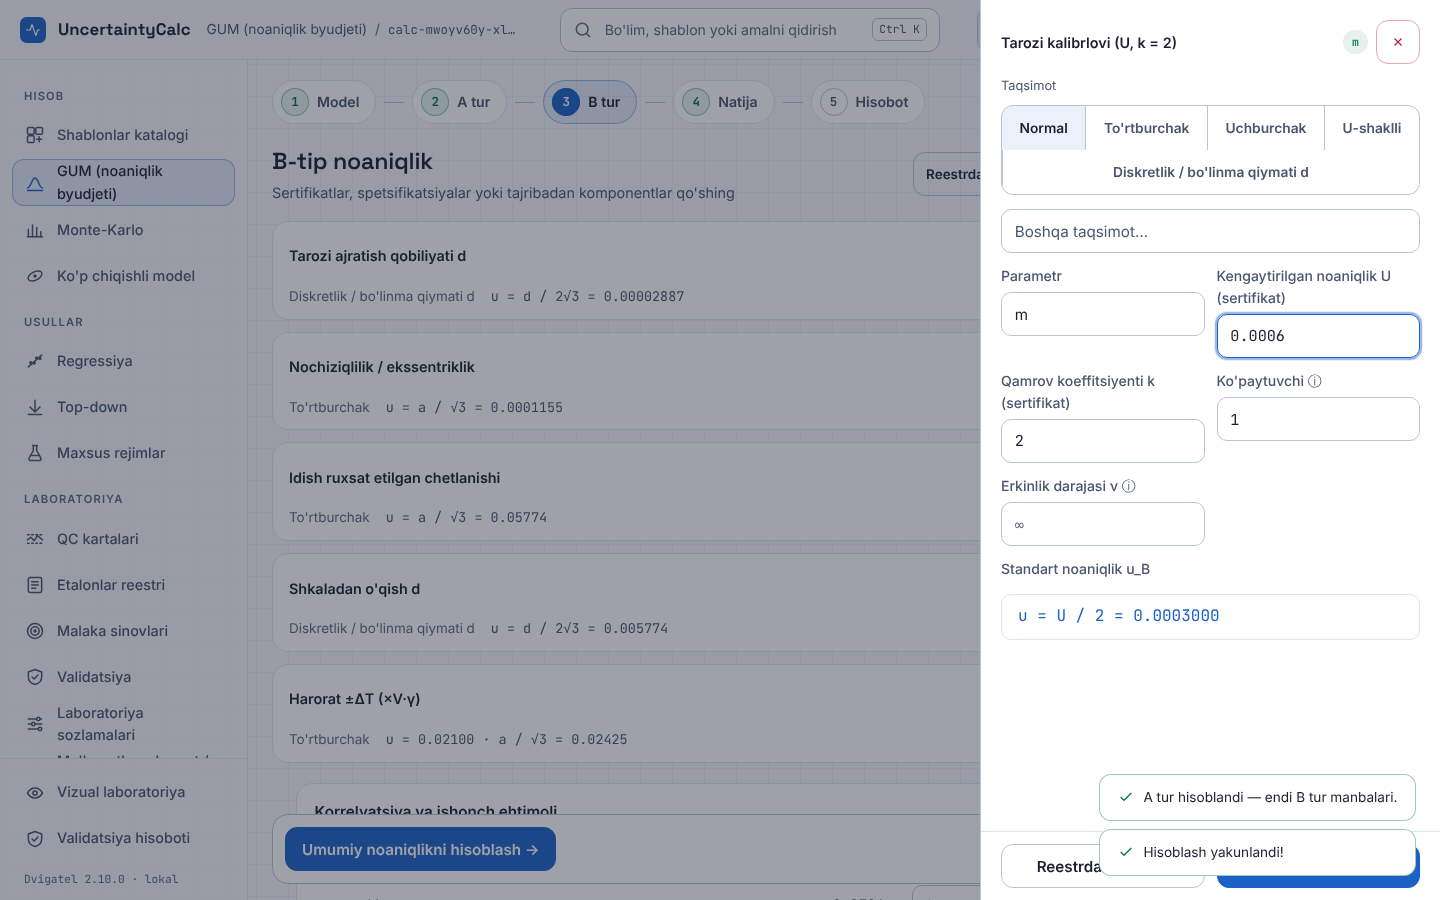 UncertaintyCalc
GUM (noaniqlik byudjeti) / calc-mwoyv60y-xl…
Bo'lim, shablon yoki amalni qidirish
Ctrl K
HISOB
Shablonlar katalogi
GUM (noaniqlik
byudjeti)
Monte-Karlo
Ko'p chiqishli model
USULLAR
Regressiya
Top-down
Maxsus rejimlar
LABORATORIYA
QC kartalari
Etalonlar reestri
Malaka sinovlari
Validatsiya
Laboratoriya
sozlamalari
Vizual laboratoriya
Validatsiya hisoboti
Dvigatel 2.10.0 · lokal
1 Model
2 A tur
3 B tur
4 Natija
5 Hisobot
B-tip noaniqlik
Sertifikatlar, spetsifikatsiyalar yoki tajribadan komponentlar qo'shing
Reestrda
Tarozi ajratish qobiliyati d
Diskretlik / bo'linma qiymati d u = d / 2√3 = 0.00002887
Nochiziqlilik / ekssentriklik
To'rtburchak u = a / √3 = 0.0001155
Idish ruxsat etilgan chetlanishi
To'rtburchak u = a / √3 = 0.05774
Shkaladan o'qish d
Diskretlik / bo'linma qiymati d u = d / 2√3 = 0.005774
Harorat ±ΔT (×V·γ)
To'rtburchak u = 0.02100 · a / √3 = 0.02425
Korrelyatsiya va ishonch ehtimoli
Umumiy noaniqlikni hisoblash →
Tarozi kalibrlovi (U, k = 2)
m
×
Taqsimot
Normal
To'rtburchak
Uchburchak
U-shaklli
Diskretlik / bo'linma qiymati d
Boshqa taqsimot…
Parametr
m
Kengaytirilgan noaniqlik U
(sertifikat)
0.0006
Qamrov koeffitsiyenti k
(sertifikat)
2
Ko'paytuvchi ⓘ
1
Erkinlik darajasi ν ⓘ
∞
Standart noaniqlik u_B
u = U / 2 = 0.0003000
A tur hisoblandi — endi B tur manbalari.
Hisoblash yakunlandi!
Reestrda